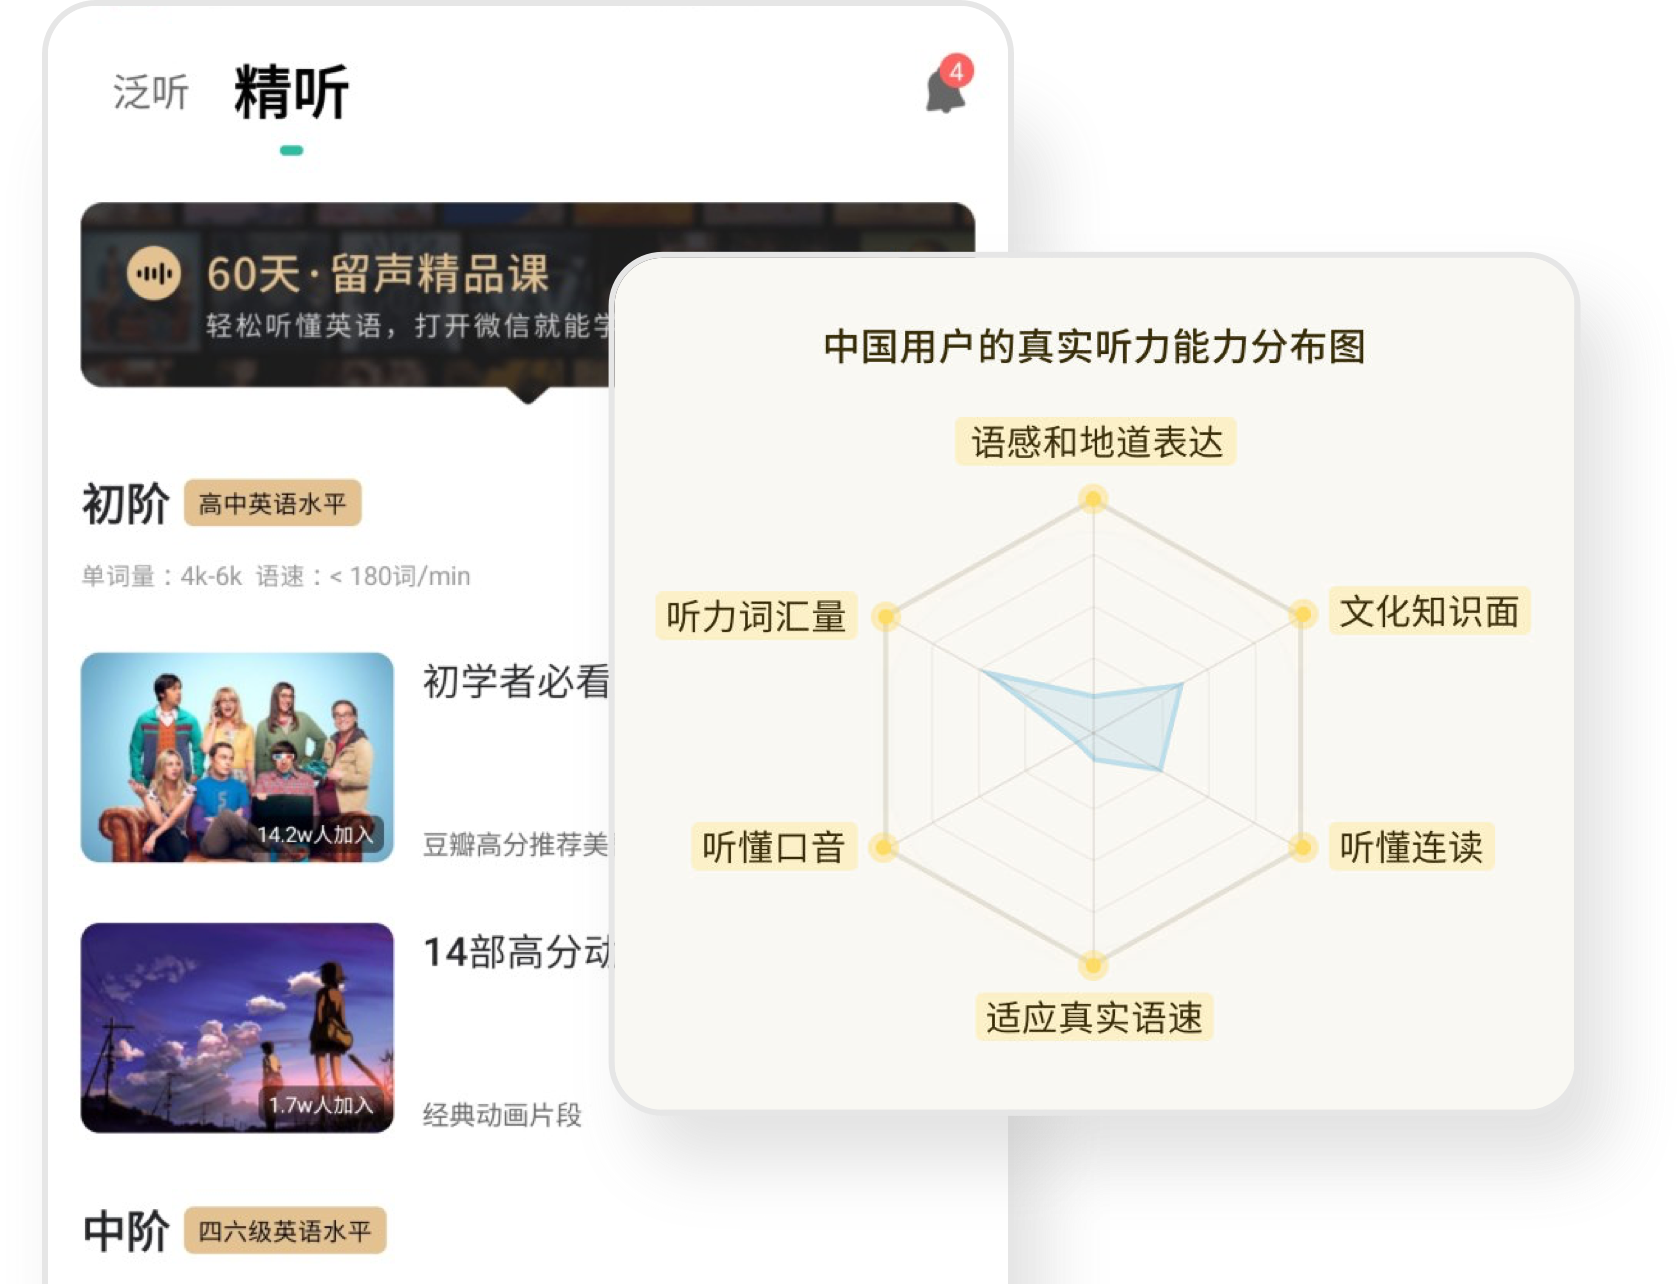 泛听 精听
4
60天·留声精品课
轻松听懂英语，打开微信就能学
初阶 高中英语水平
单词量：4k-6k 语速：< 180词/min
初学者必看
14.2w人加入
豆瓣高分推荐美
14部高分动
1.7w人加入
经典动画片段
中阶 四六级英语水平
中国用户的真实听力能力分布图
语感和地道表达
听力词汇量
文化知识面
听懂口音
听懂连读
适应真实语速